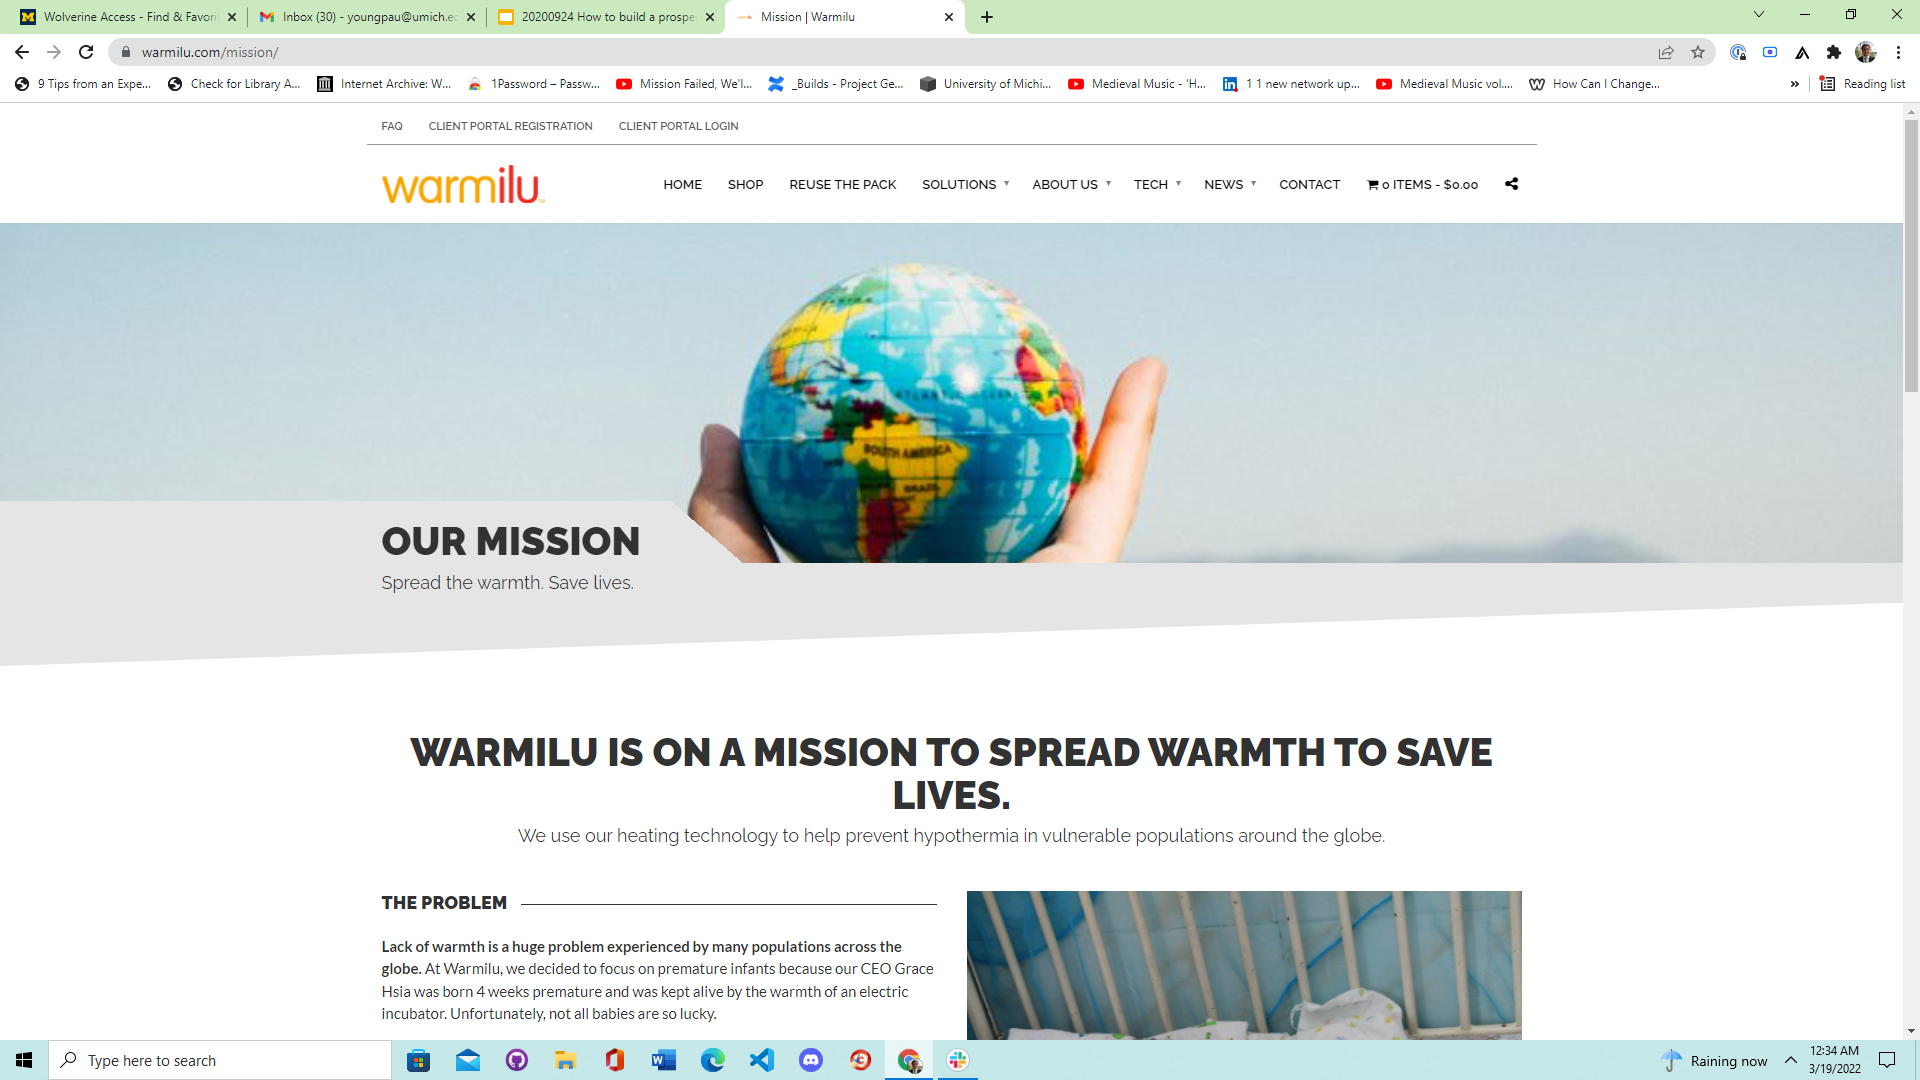 Wolverine Access - Find & Favori
Inbox (30) - youngpau@umich.ed
20200924 How to build a prospe
Mission | Warmilu
warmilu.com/mission/
9 Tips from an Expe...
Check for Library A...
Internet Archive: W...
1Password – Passw...
Mission Failed, We'l...
_Builds - Project Ge...
University of Michi...
Medieval Music - 'H...
1 1 new network up...
Medieval Music vol....
How Can I Change...
»
Reading list
FAQ
CLIENT PORTAL REGISTRATION
CLIENT PORTAL LOGIN
warmilu
HOME
SHOP
REUSE THE PACK
SOLUTIONS
ABOUT US
TECH
NEWS
CONTACT
0 ITEMS - $0.00
ATLANTIC OCEAN
SOUTH AMERICA
BRAZIL
OUR MISSION
Spread the warmth. Save lives.
WARMILU IS ON A MISSION TO SPREAD WARMTH TO SAVE
LIVES.
We use our heating technology to help prevent hypothermia in vulnerable populations around the globe.
THE PROBLEM
Lack of warmth is a huge problem experienced by many populations across the
globe. At Warmilu, we decided to focus on premature infants because our CEO Grace
Hsia was born 4 weeks premature and was kept alive by the warmth of an electric
incubator. Unfortunately, not all babies are so lucky.
Type here to search
Raining now
12:34 AM
3/19/2022